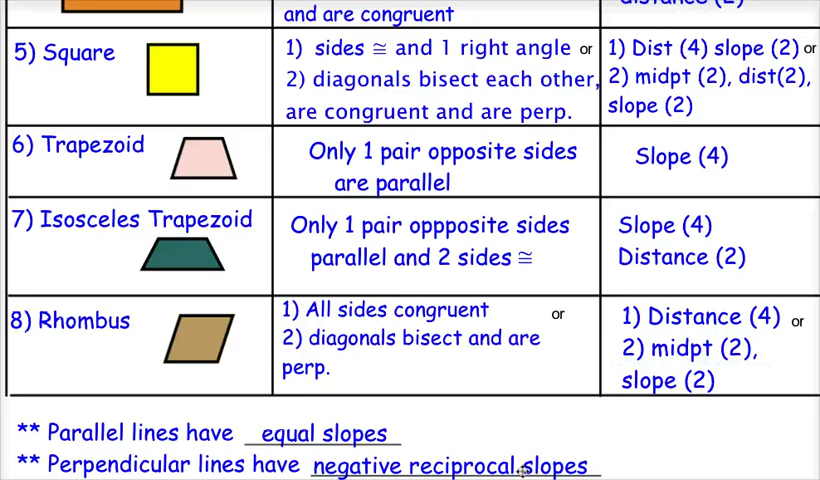 and are congruent
distance (2)
5) Square
1) sides ≅ and 1 right angle or
2) diagonals bisect each other,
are congruent and are perp.
1) Dist (4) slope (2) or
2) midpt (2), dist(2),
slope (2)
6) Trapezoid
Only 1 pair opposite sides
are parallel
Slope (4)
7) Isosceles Trapezoid
Only 1 pair oppposite sides
parallel and 2 sides ≅
Slope (4)
Distance (2)
8) Rhombus
1) All sides congruent or
2) diagonals bisect and are
perp.
1) Distance (4) or
2) midpt (2),
slope (2)
** Parallel lines have equal slopes
** Perpendicular lines have negative reciprocal slopes